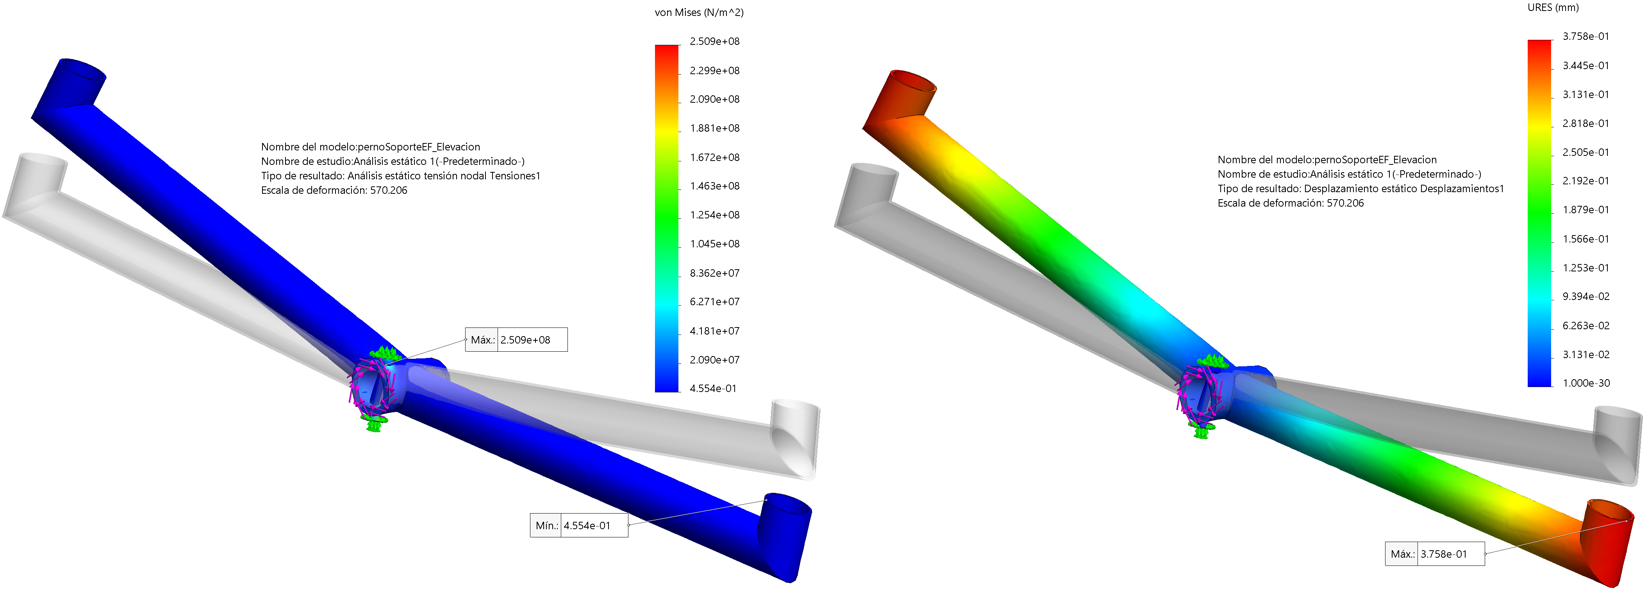 von Mises (N/m^2)
2.509e+08
2.299e+08
2.090e+08
1.881e+08
1.672e+08
1.463e+08
1.254e+08
1.045e+08
8.362e+07
6.271e+07
4.181e+07
2.090e+07
4.554e-01
Nombre del modelo:pernoSoporteEF_Elevacion
Nombre de estudio:Análisis estático 1(-Predeterminado-)
Tipo de resultado: Análisis estático tensión nodal Tensiones1
Escala de deformación: 570.206
Máx.: 2.509e+08
Mín.: 4.554e-01
URES (mm)
3.758e-01
3.445e-01
3.131e-01
2.818e-01
2.505e-01
2.192e-01
1.879e-01
1.566e-01
1.253e-01
9.394e-02
6.263e-02
3.131e-02
1.000e-30
Nombre del modelo:pernoSoporteEF_Elevacion
Nombre de estudio:Análisis estático 1(-Predeterminado-)
Tipo de resultado: Desplazamiento estático Desplazamientos1
Escala de deformación: 570.206
Máx.: 3.758e-01